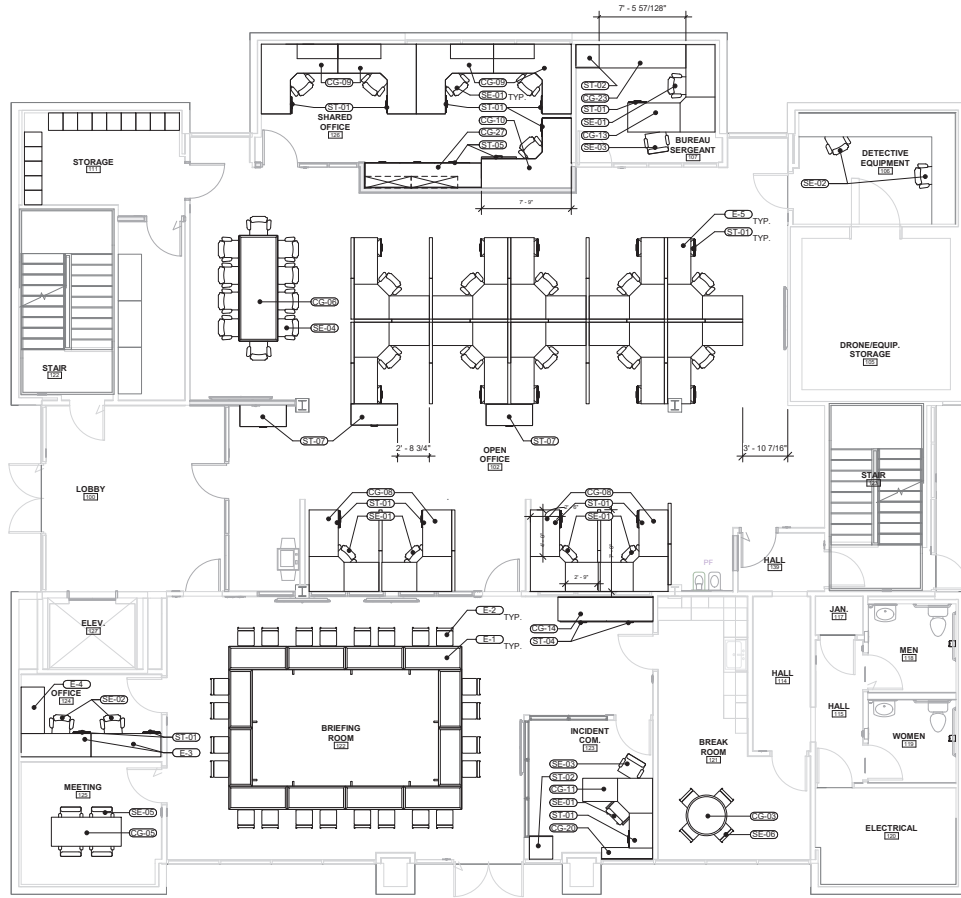 7' - 5 57/128"
CG-09
CG-09
ST-02
CG-23
SE-01 TYP.
ST-01
ST-01
ST-01
SHARED
OFFICE
126
CG-10
SE-01
CG-27
CG-13
ST-05
SE-03
BUREAU
SERGEANT
107
STORAGE
111
DETECTIVE
EQUIPMENT
106
SE-02
7' - 9"
E-5 TYP.
ST-01 TYP.
CG-06
SE-04
STAIR
122
DRONE/EQUIP.
STORAGE
105
ST-07
ST-07
2' - 8 3/4"
OPEN
OFFICE
102
3' - 10 7/16"
STAIR
LOBBY
100
CG-08
ST-01
SE-01
CG-08
ST-01
SE-01
2' - 9"
PF
HALL
139
ELEV.
127
E-2 TYP.
E-1 TYP.
CG-14
ST-04
JAN.
117
MEN
118
HALL
114
E-4
OFFICE
124
SE-02
ST-01
E-3
BRIEFING
ROOM
122
INCIDENT
COM.
123
BREAK
ROOM
121
HALL
115
WOMEN
119
MEETING
125
SE-05
CG-05
SE-03
ST-02
CG-11
SE-01
ST-01
CG-20
CG-03
SE-06
ELECTRICAL
120